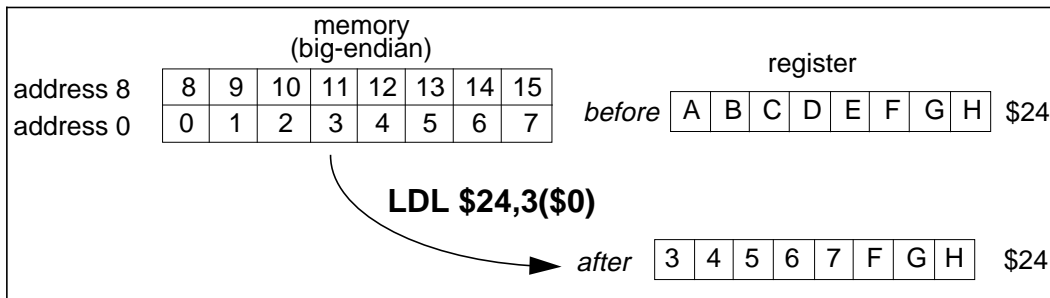 memory
(big-endian)
register
address 8 8 9 10 11 12 13 14 15
before A B C D E F G H $24
address 0 0 1 2 3 4 5 6 7
LDL $24,3($0)
after 3 4 5 6 7 F G H $24